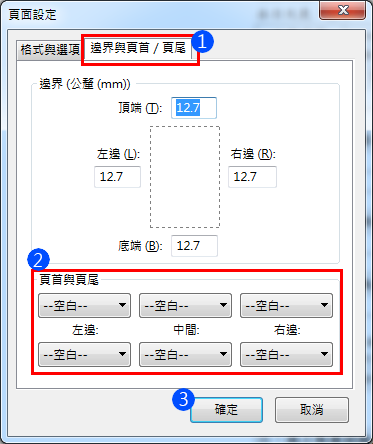 頁面設定
格式與選項 邊界與頁首 / 頁尾 1
邊界 (公釐 (mm))
頂端 (T): 12.7
左邊 (L): 右邊 (R):
12.7 12.7
底端 (B): 12.7
2
頁首與頁尾
--空白-- --空白-- --空白--
左邊: 中間: 右邊:
--空白-- --空白-- --空白--
3 確定 取消